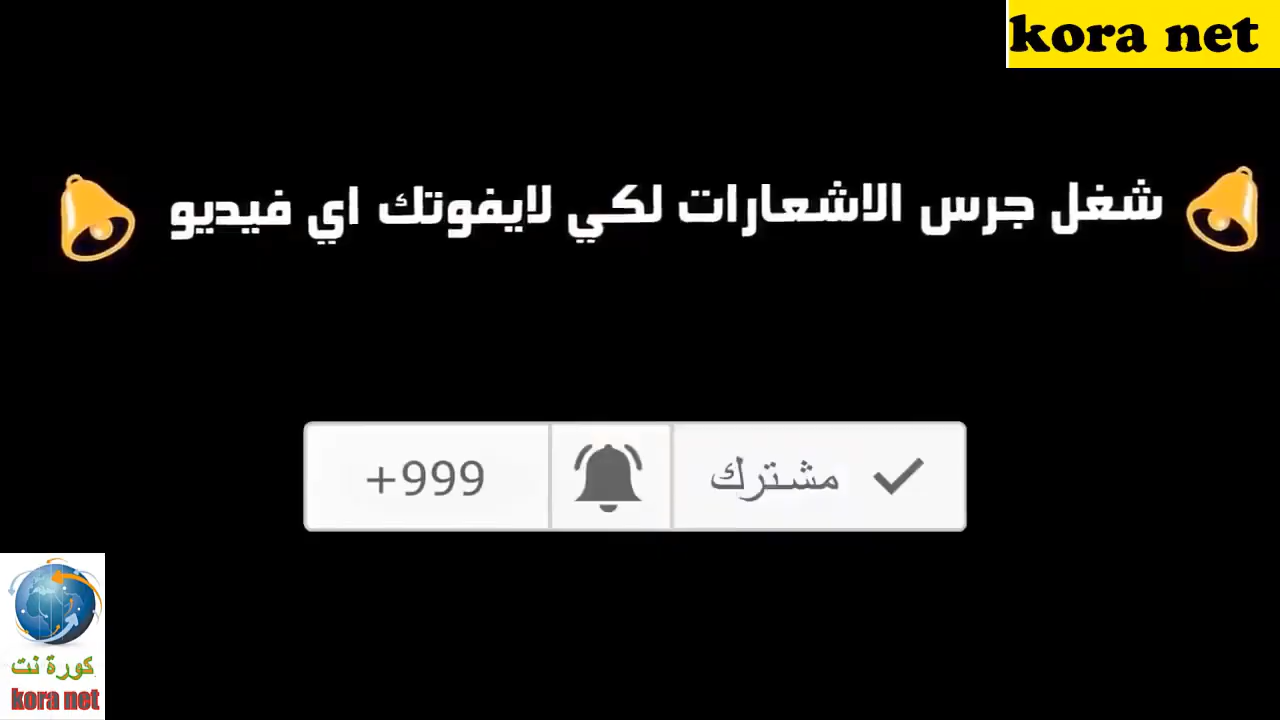 kora net
شغل جرس الاشعارات لكي لايفوتك اي فيديو
مشترك
+999
كورة نت
kora net